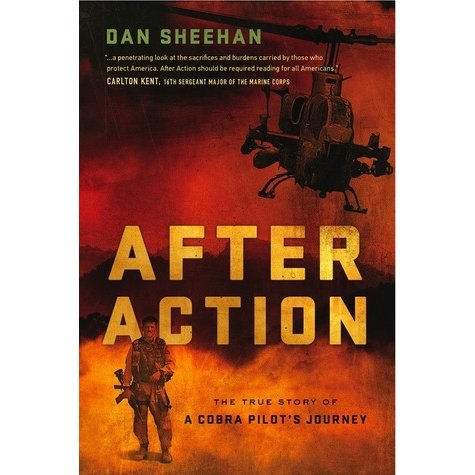 DAN SHEEHAN
"...a penetrating look at the sacrifices and burdens carried by those who
protect America. After Action should be required reading for all Americans."
CARLTON KENT, 16TH SERGEANT MAJOR OF THE MARINE CORPS
AFTER
ACTION
THE TRUE STORY OF
A COBRA PILOT'S JOURNEY